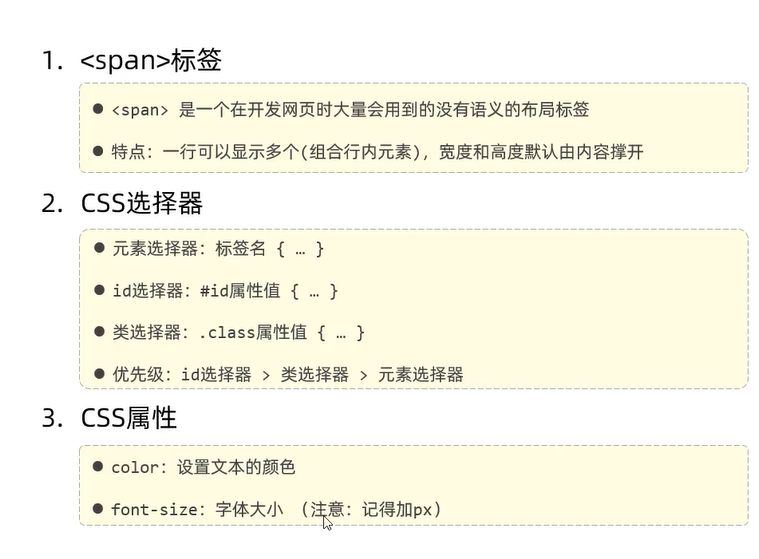 1. <span>标签
● <span> 是一个在开发网页时大量会用到的没有语义的布局标签
● 特点：一行可以显示多个(组合行内元素)，宽度和高度默认由内容撑开
2. CSS选择器
● 元素选择器：标签名 { … }
● id选择器：#id属性值 { … }
● 类选择器：.class属性值 { … }
● 优先级：id选择器 > 类选择器 > 元素选择器
3. CSS属性
● color：设置文本的颜色
● font-size：字体大小 （注意：记得加px）